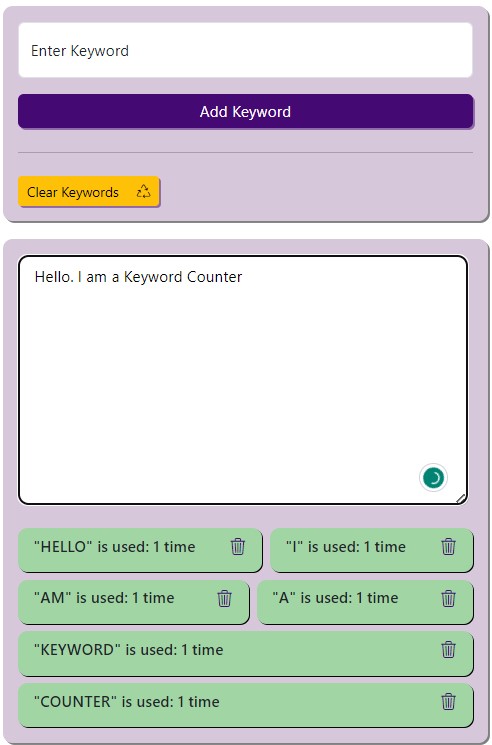 Enter Keyword
Add Keyword
Clear Keywords
Hello. I am a Keyword Counter
"HELLO" is used: 1 time
"I" is used: 1 time
"AM" is used: 1 time
"A" is used: 1 time
"KEYWORD" is used: 1 time
"COUNTER" is used: 1 time